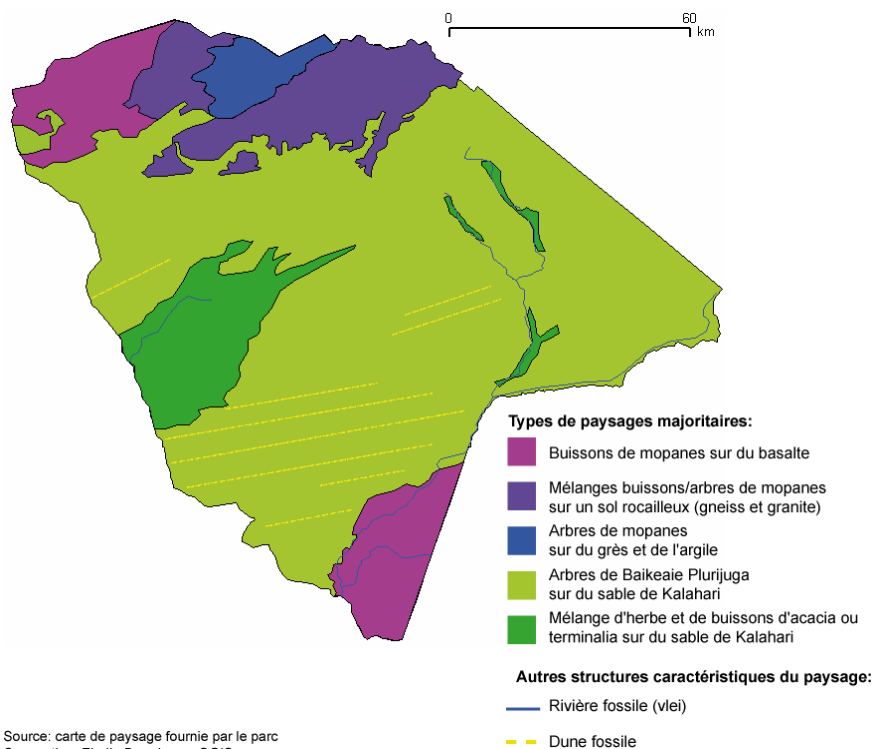 0 60
km
Types de paysages majoritaires:
Buissons de mopanes sur du basalte
Mélanges buissons/arbres de mopanes
sur un sol rocailleux (gneiss et granite)
Arbres de mopanes
sur du grès et de l'argile
Arbres de Baikeaie Plurijuga
sur du sable de Kalahari
Mélange d'herbe et de buissons d'acacia ou
terminalia sur du sable de Kalahari
Autres structures caractéristiques du paysage:
Rivière fossile (vlei)
Dune fossile
Source: carte de paysage fournie par le parc